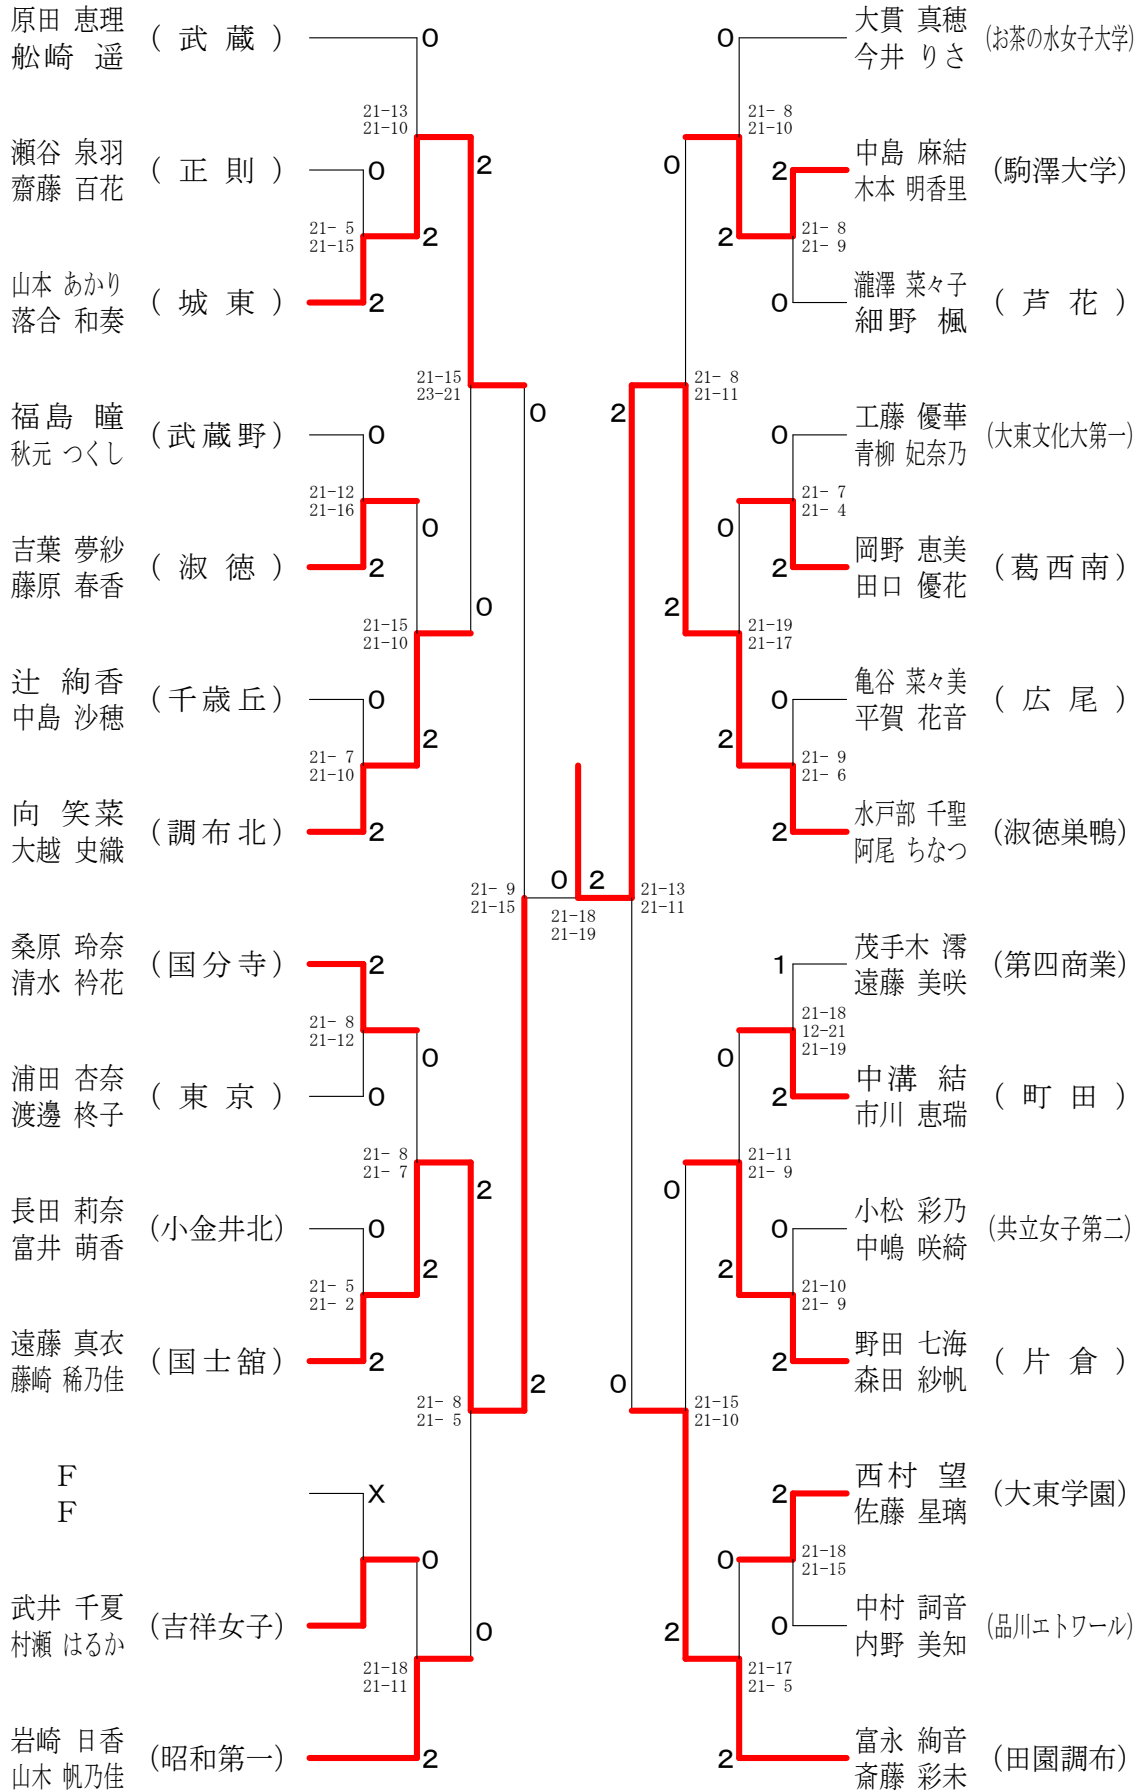 原田 恵理
舩崎 遥
( 武 蔵 )
0
21-13
21-10
瀬谷 泉羽
齋藤 百花
( 正 則 )
0
2
21- 5
21-15
2
山本 あかり
落合 和奏
( 城 東 )
2
21-15
23-21
0
福島 瞳
秋元 つくし
(武蔵野)
0
21-12
21-16
0
吉葉 夢紗
藤原 春香
( 淑 徳 )
2
0
21-15
21-10
辻 絢香
中島 沙穂
(千歳丘)
0
2
21- 7
21-10
向 笑菜
大越 史織
(調布北)
2
21- 9
21-15
0
2
21-18
21-19
桑原 玲奈
清水 衿花
(国分寺)
2
21- 8
21-12
0
浦田 杏奈
渡邊 柊子
( 東 京 )
0
21- 8
21- 7
2
長田 莉奈
富井 萌香
(小金井北)
0
2
21- 5
21- 2
遠藤 真衣
藤崎 稀乃佳
(国士舘)
2
2
21- 8
21- 5
F
F
X
0
武井 千夏
村瀬 はるか
(吉祥女子)
0
21-18
21-11
岩崎 日香
山木 帆乃佳
(昭和第一)
2
大貫 真穂
今井 りさ
(お茶の水女子大学)
0
21- 8
21-10
0
中島 麻結
木本 明香里
(駒澤大学)
2
2
21- 8
21- 9
瀧澤 菜々子
細野 楓
( 芦 花 )
0
21- 8
21-11
2
工藤 優華
青柳 妃奈乃
(大東文化大第一)
0
21- 7
21- 4
0
岡野 恵美
田口 優花
(葛西南)
2
2
21-19
21-17
亀谷 菜々美
平賀 花音
( 広 尾 )
0
2
21- 9
21- 6
水戸部 千聖
阿尾 ちなつ
(淑徳巣鴨)
2
21-13
21-11
茂手木 澪
遠藤 美咲
(第四商業)
1
21-18
12-21
21-19
0
中溝 結
市川 恵瑞
( 町 田 )
2
21-11
21- 9
0
小松 彩乃
中嶋 咲綺
(共立女子第二)
0
2
21-10
21- 9
野田 七海
森田 紗帆
( 片 倉 )
2
0
21-15
21-10
西村 望
佐藤 星璃
(大東学園)
2
21-18
21-15
0
中村 詞音
内野 美知
(品川エトワール)
0
2
21-17
21- 5
富永 絢音
斎藤 彩未
(田園調布)
2